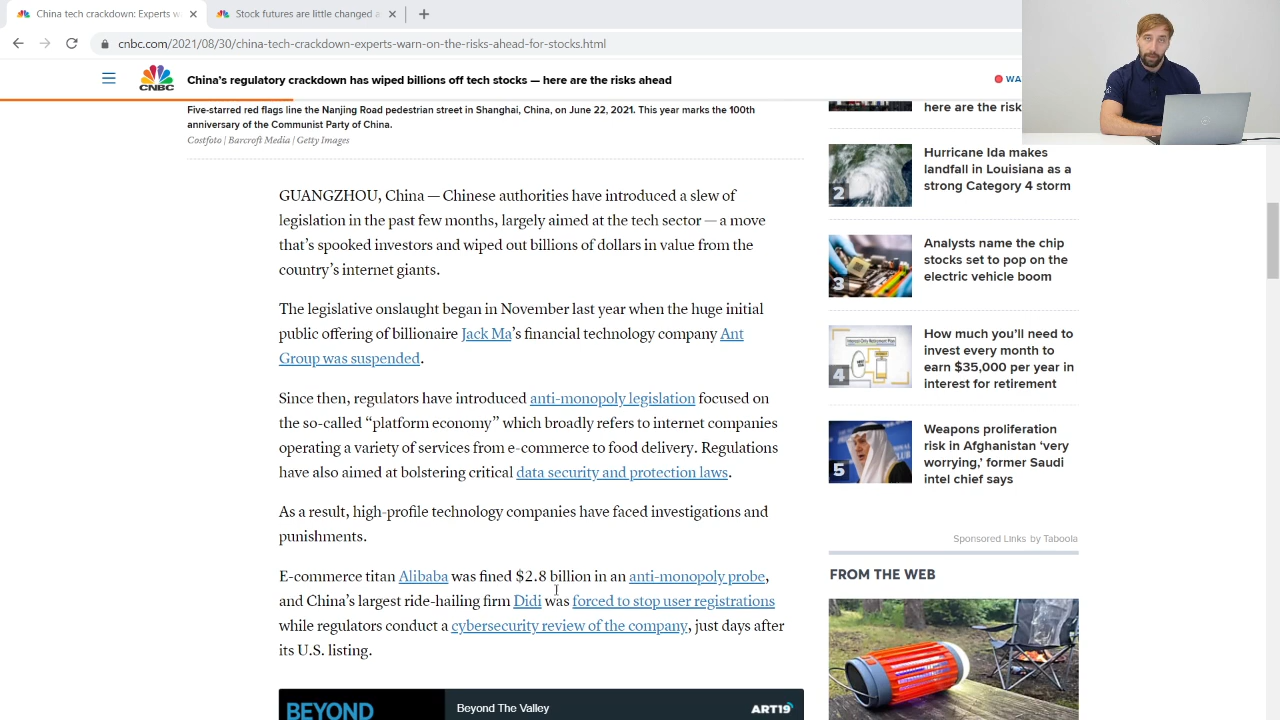 China tech crackdown: Experts w
Stock futures are little changed a
cnbc.com/2021/08/30/china-tech-crackdown-experts-warn-on-the-risks-ahead-for-stocks.html
CNBC
China's regulatory crackdown has wiped billions off tech stocks — here are the risks ahead
WA
Five-starred red flags line the Nanjing Road pedestrian street in Shanghai, China, on June 22, 2021. This year marks the 100th
anniversary of the Communist Party of China.
Costfoto | Barcroft Media | Getty Images
GUANGZHOU, China — Chinese authorities have introduced a slew of
legislation in the past few months, largely aimed at the tech sector — a move
that's spooked investors and wiped out billions of dollars in value from the
country's internet giants.
The legislative onslaught began in November last year when the huge initial
public offering of billionaire Jack Ma's financial technology company Ant
Group was suspended.
Since then, regulators have introduced anti-monopoly legislation focused on
the so-called “platform economy” which broadly refers to internet companies
operating a variety of services from e-commerce to food delivery. Regulations
have also aimed at bolstering critical data security and protection laws.
As a result, high-profile technology companies have faced investigations and
punishments.
E-commerce titan Alibaba was fined $2.8 billion in an anti-monopoly probe,
and China's largest ride-hailing firm Didi was forced to stop user registrations
while regulators conduct a cybersecurity review of the company, just days after
its U.S. listing.
BEYOND
Beyond The Valley
ART19
here are the risk
2
Hurricane Ida makes
landfall in Louisiana as a
strong Category 4 storm
3
Analysts name the chip
stocks set to pop on the
electric vehicle boom
4
How much you'll need to
invest every month to
earn $35,000 per year in
interest for retirement
5
Weapons proliferation
risk in Afghanistan ‘very
worrying,’ former Saudi
intel chief says
Sponsored Links by Taboola
FROM THE WEB